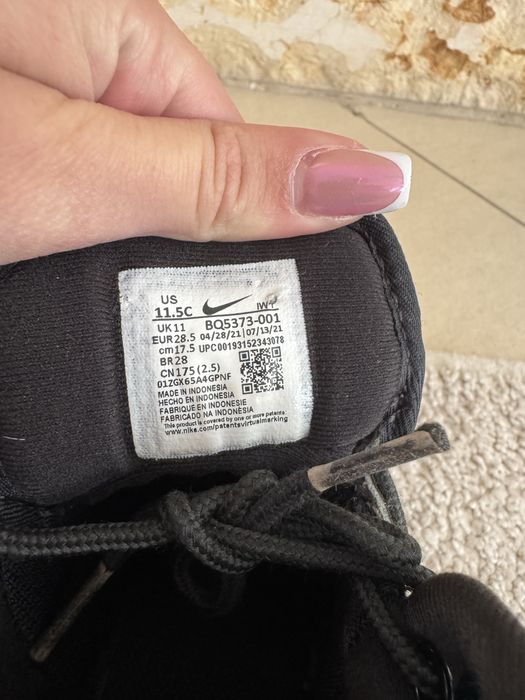 US
11.5C
IW1
UK11 BQ5373-001
EUR28.5 04/28/21 | 07/13/21
cm17.5 UPC00193152343078
BR28
CN175 (2.5)
01ZGX65A4GPNF
MADE IN INDONESIA
HECHO EN INDONESIA
FABRIQUE EN INDONESIE
FABRICADO NA INDONESIA
This product is covered by one or more patents.
www.nike.com/patentsvirtualmarking